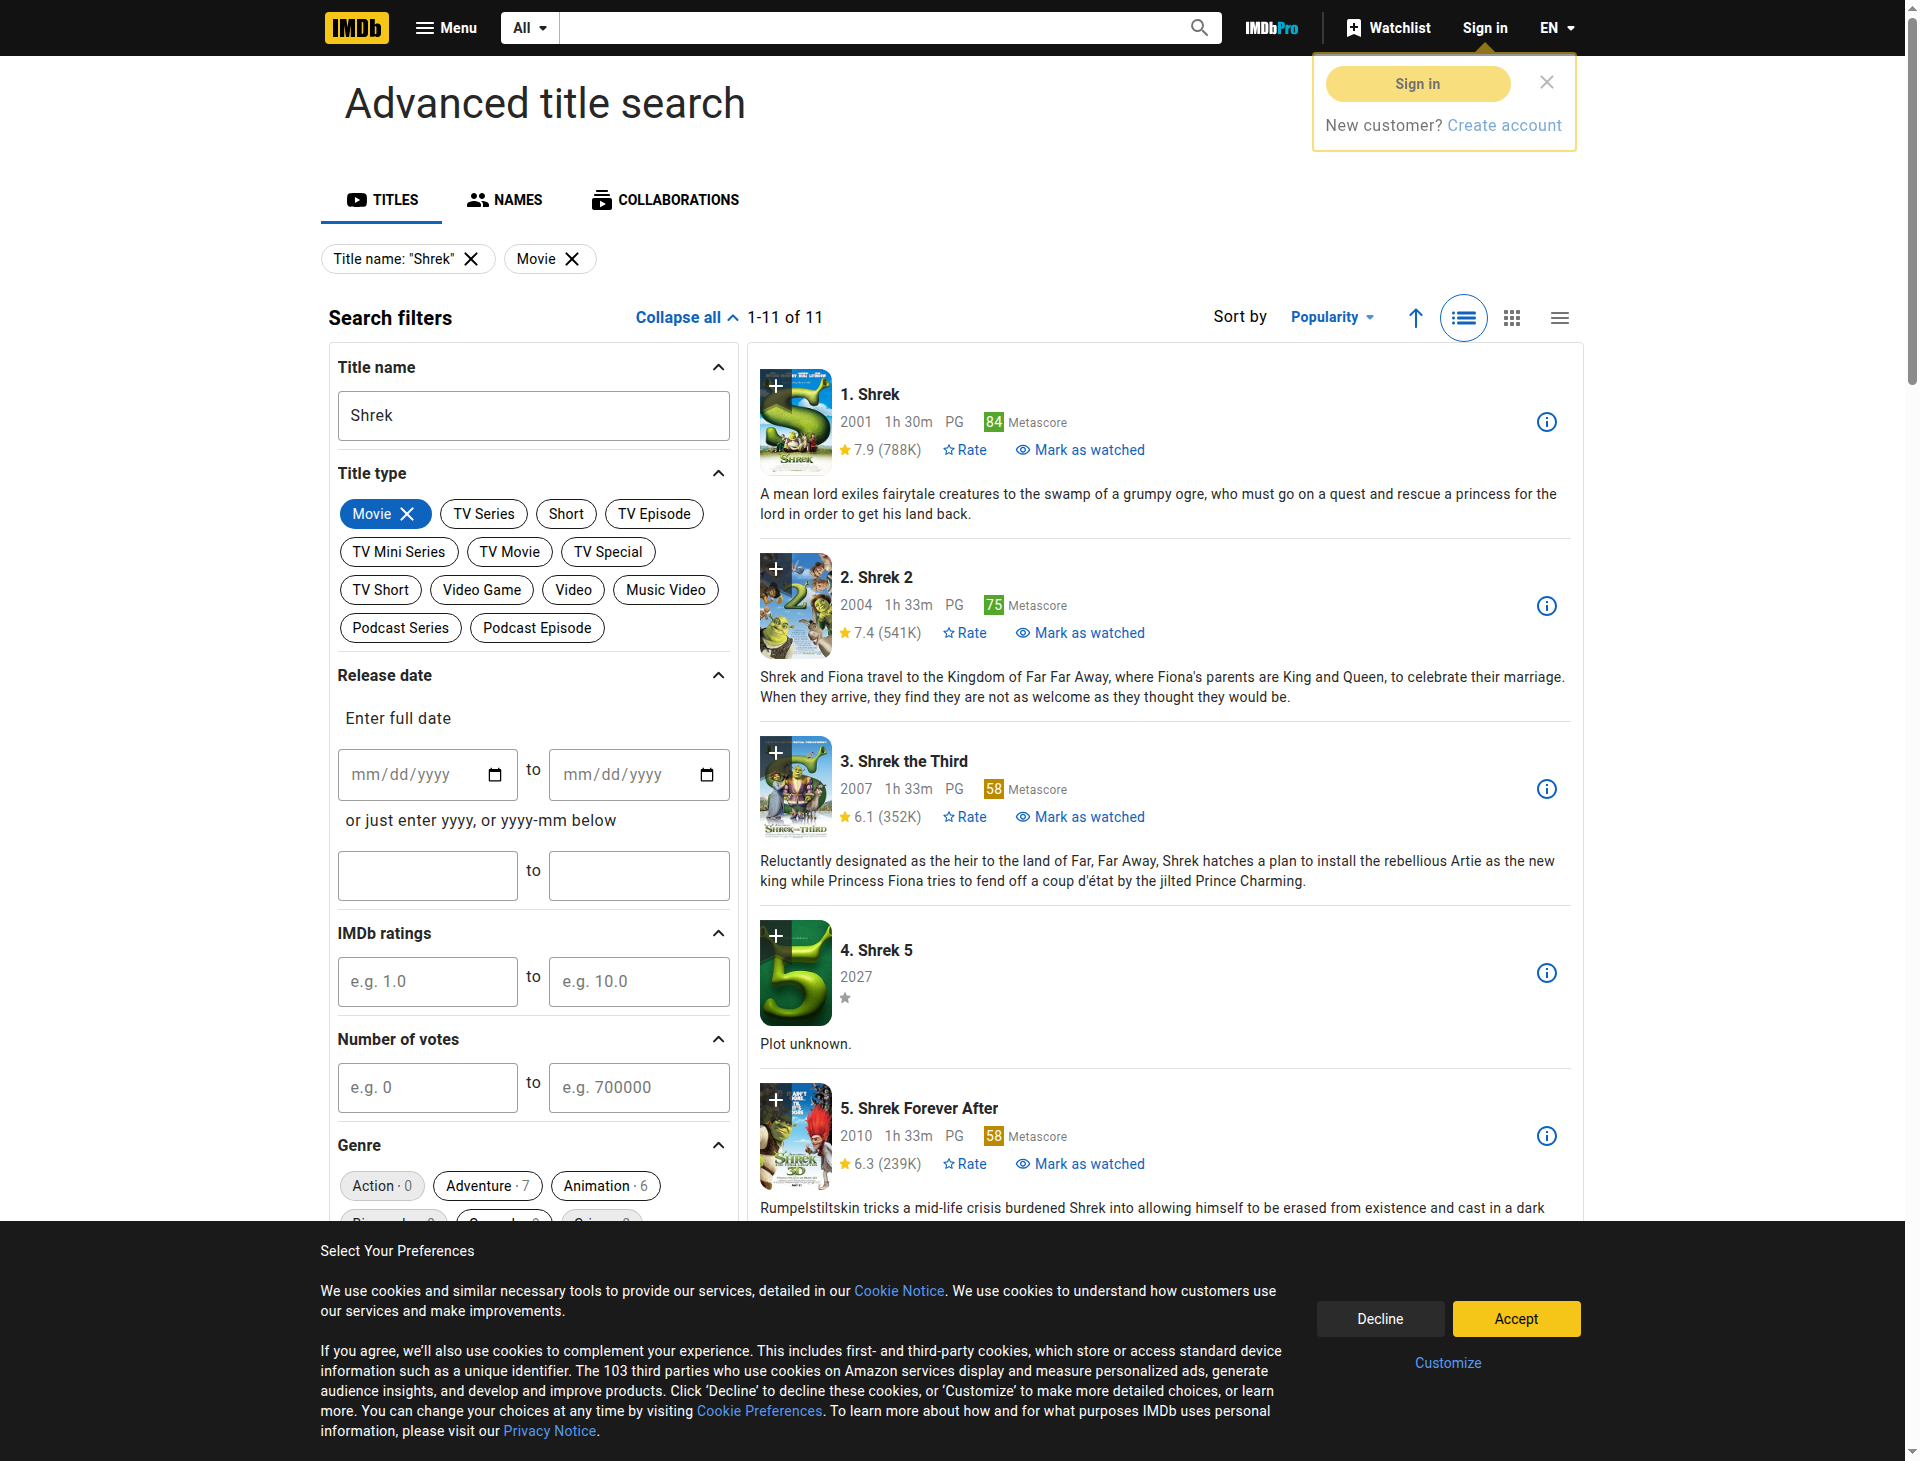 IMDb Menu All IMDbPro Watchlist Sign in EN
Sign in
New customer? Create account
Advanced title search
TITLES NAMES COLLABORATIONS
Title name: "Shrek" Movie
Search filters Collapse all 1-11 of 11 Sort by Popularity
Title name
Shrek
Title type
Movie TV Series Short TV Episode
TV Mini Series TV Movie TV Special
TV Short Video Game Video Music Video
Podcast Series Podcast Episode
Release date
Enter full date
mm/dd/yyyy to mm/dd/yyyy
or just enter yyyy, or yyyy-mm below
to
IMDb ratings
e.g. 1.0 to e.g. 10.0
Number of votes
e.g. 0 to e.g. 700000
Genre
Action · 0 Adventure · 7 Animation · 6
SHREK
1. Shrek
2001 1h 30m PG 84 Metascore
7.9 (788K) Rate Mark as watched
A mean lord exiles fairytale creatures to the swamp of a grumpy ogre, who must go on a quest and rescue a princess for the
lord in order to get his land back.
2
2. Shrek 2
2004 1h 33m PG 75 Metascore
7.4 (541K) Rate Mark as watched
Shrek and Fiona travel to the Kingdom of Far Far Away, where Fiona's parents are King and Queen, to celebrate their marriage.
When they arrive, they find they are not as welcome as they thought they would be.
SHREK THE THIRD
3. Shrek the Third
2007 1h 33m PG 58 Metascore
6.1 (352K) Rate Mark as watched
Reluctantly designated as the heir to the land of Far, Far Away, Shrek hatches a plan to install the rebellious Artie as the new
king while Princess Fiona tries to fend off a coup d'état by the jilted Prince Charming.
5
4. Shrek 5
2027
Plot unknown.
SHREK
3D
5. Shrek Forever After
2010 1h 33m PG 58 Metascore
6.3 (239K) Rate Mark as watched
Rumpelstiltskin tricks a mid-life crisis burdened Shrek into allowing himself to be erased from existence and cast in a dark
Select Your Preferences
We use cookies and similar necessary tools to provide our services, detailed in our Cookie Notice. We use cookies to understand how customers use
our services and make improvements.
If you agree, we’ll also use cookies to complement your experience. This includes first- and third-party cookies, which store or access standard device
information such as a unique identifier. The 103 third parties who use cookies on Amazon services display and measure personalized ads, generate
audience insights, and develop and improve products. Click ‘Decline’ to decline these cookies, or ‘Customize’ to make more detailed choices, or learn
more. You can change your choices at any time by visiting Cookie Preferences. To learn more about how and for what purposes IMDb uses personal
information, please visit our Privacy Notice.
Decline Accept
Customize